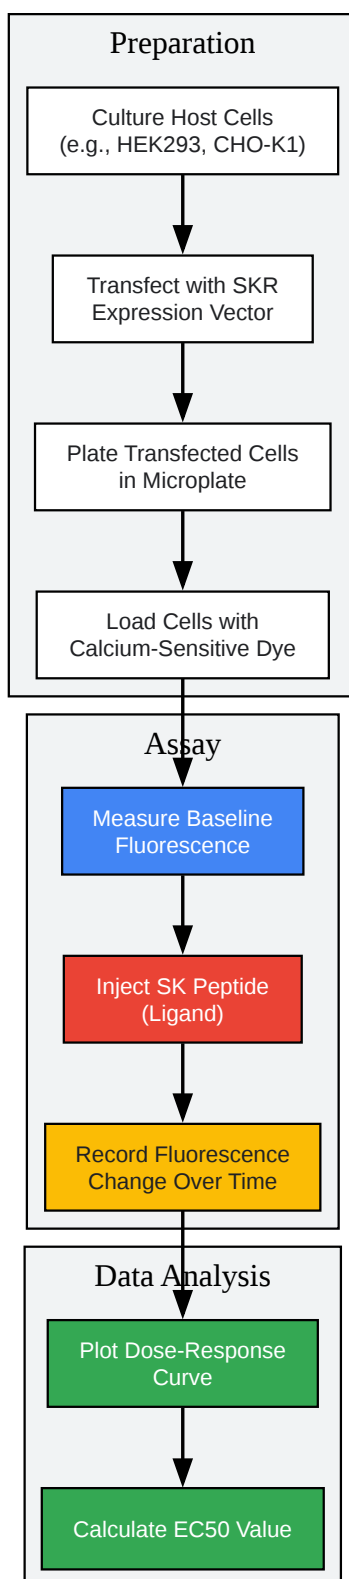 Preparation
Culture Host Cells
(e.g., HEK293, CHO-K1)
Transfect with SKR
Expression Vector
Plate Transfected Cells
in Microplate
Load Cells with
Calcium-Sensitive Dye
Assay
Measure Baseline
Fluorescence
Inject SK Peptide
(Ligand)
Record Fluorescence
Change Over Time
Data Analysis
Plot Dose-Response
Curve
Calculate EC50 Value